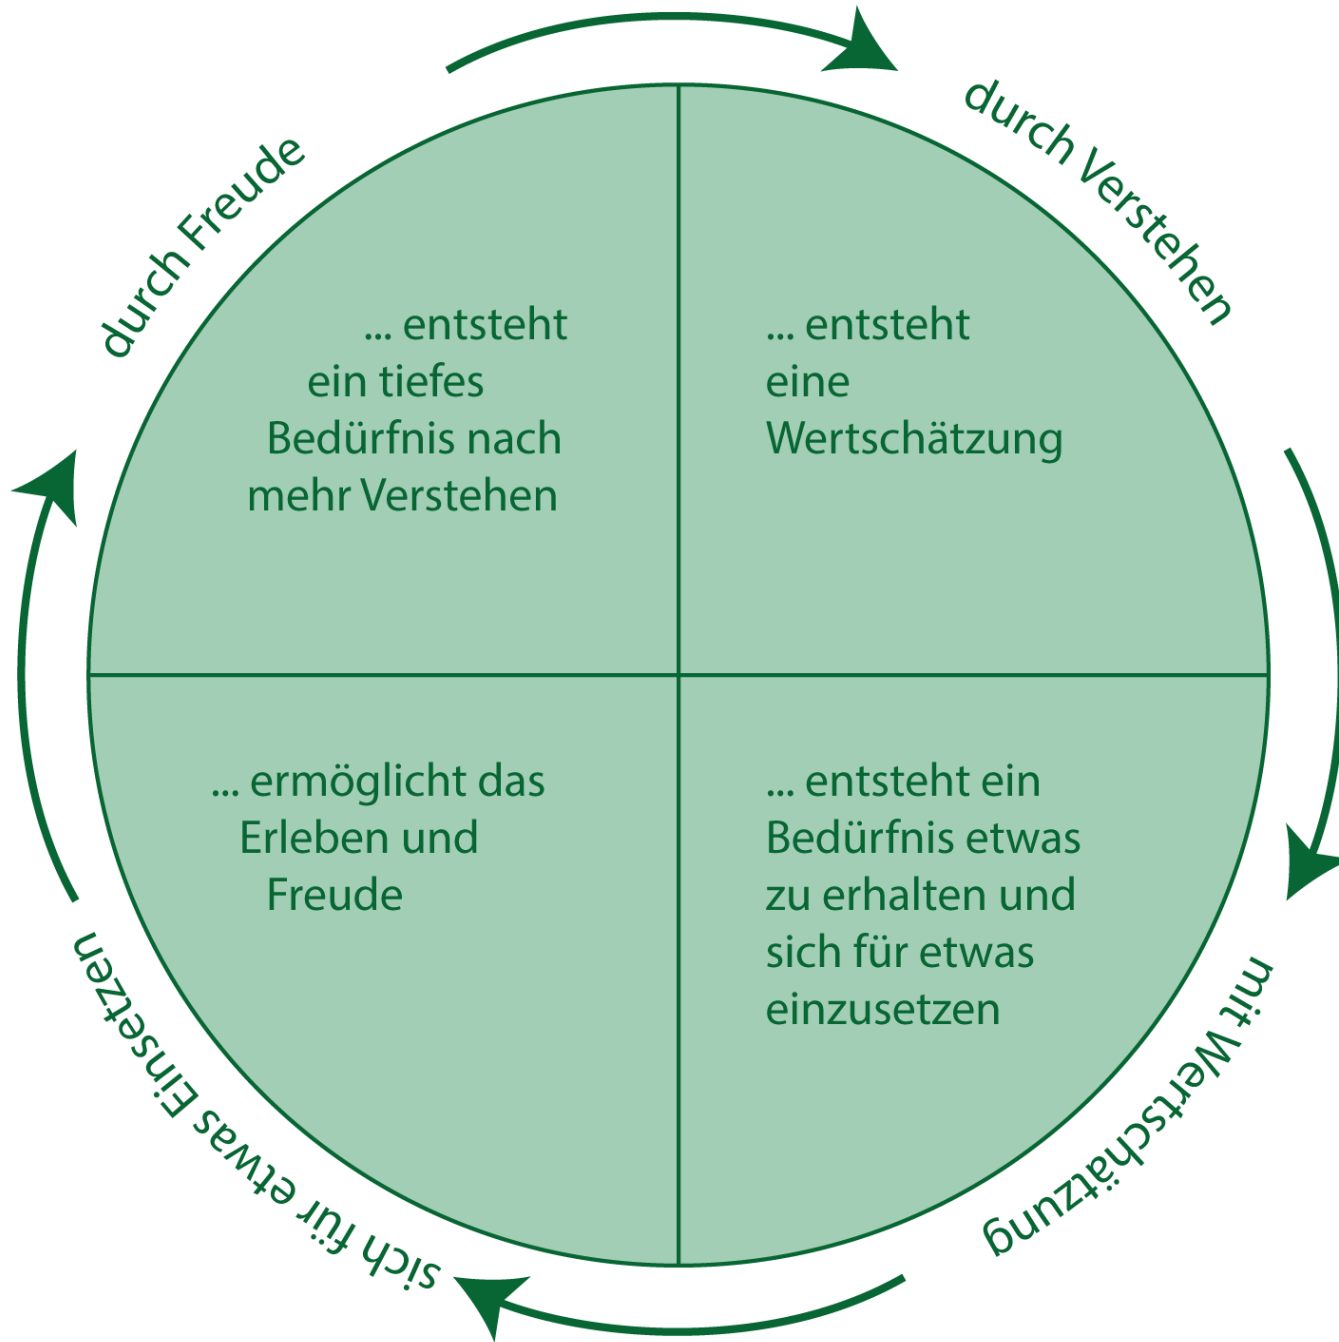 durch Freude
... entsteht
ein tiefes
Bedürfnis nach
mehr Verstehen
durch Verstehen
... entsteht
eine
Wertschätzung
mit Wertschätzung
... entsteht ein
Bedürfnis etwas
zu erhalten und
sich für etwas
einzusetzen
sich für etwas Einsetzen
... ermöglicht das
Erleben und
Freude